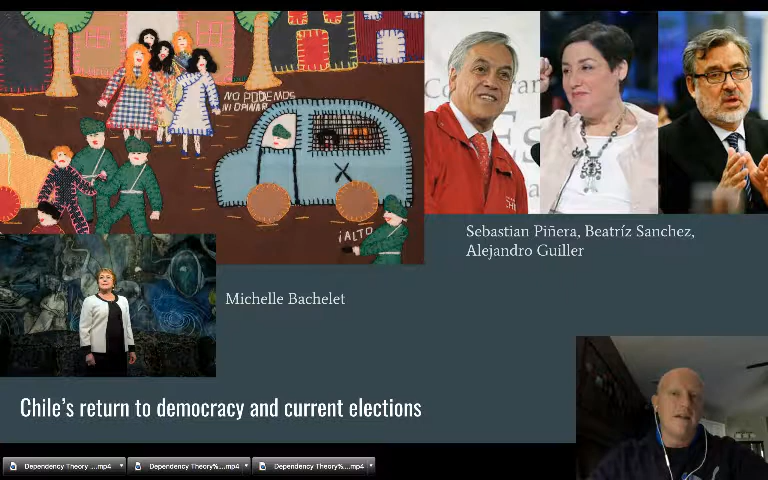 NO PODEMOS
NI OPINAR
¡ALTO
Sebastian Piñera, Beatríz Sanchez,
Alejandro Guiller
Michelle Bachelet
Chile's return to democracy and current elections
Dependency Theory ....mp4
Dependency Theory%....mp4
Dependency Theory%....mp4